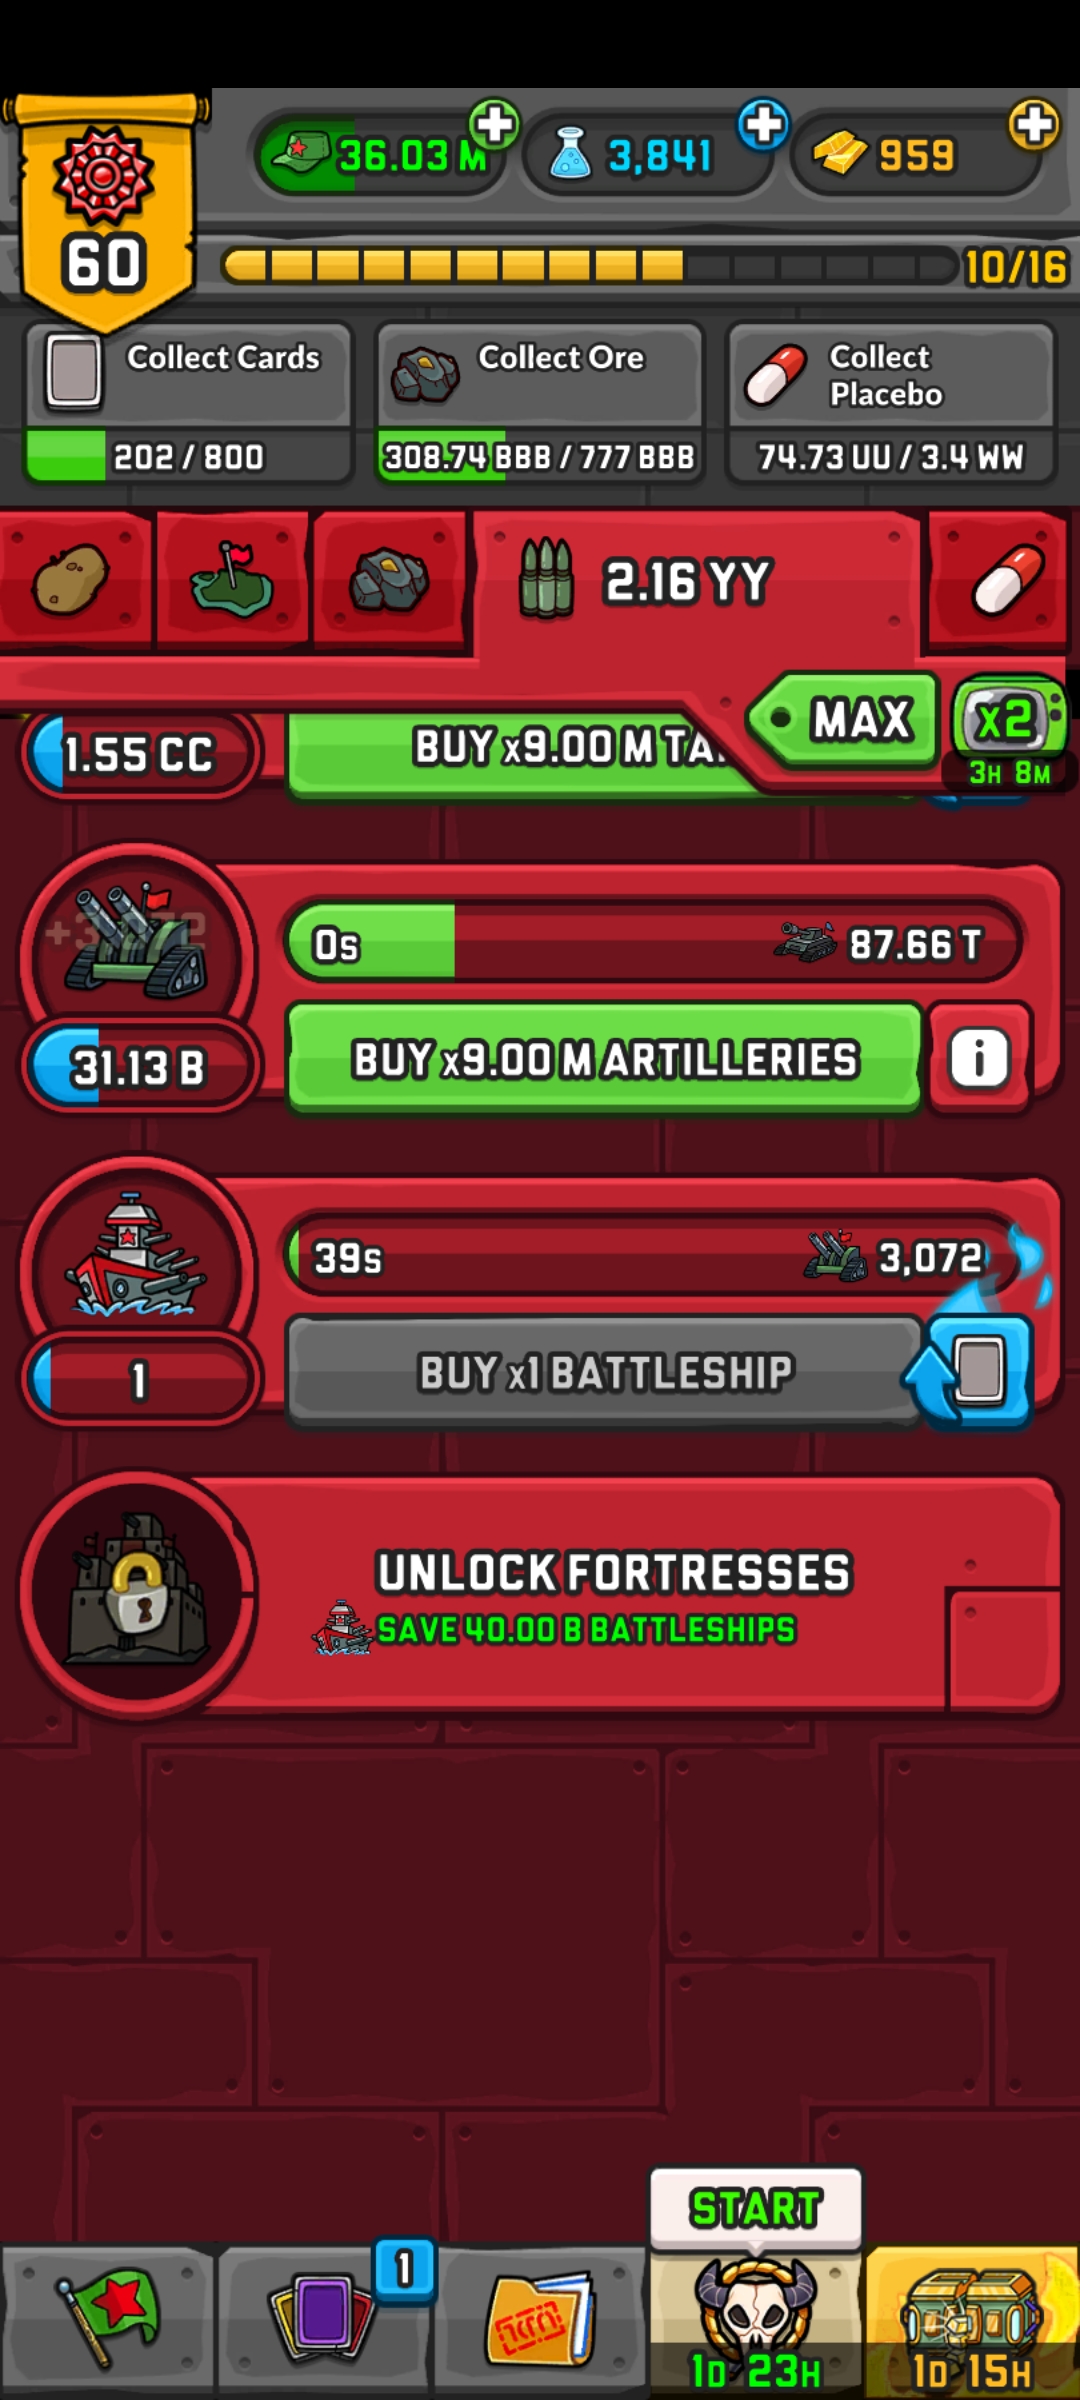 36.03 M
3,841
959
60
10/16
Collect Cards
202 / 800
Collect Ore
308.74 BBB / 777 BBB
Collect
Placebo
74.73 UU / 3.4 WW
2.16 YY
MAX
x2
3H 8M
1.55 CC
BUY x9.00 M TA
+3,072
0s
87.66 T
31.13 B
BUY x9.00 M ARTILLERIES
i
39s
3,072
1
BUY x1 BATTLESHIP
UNLOCK FORTRESSES
SAVE 40.00 B BATTLESHIPS
START
1
1D 23H
1D 15H